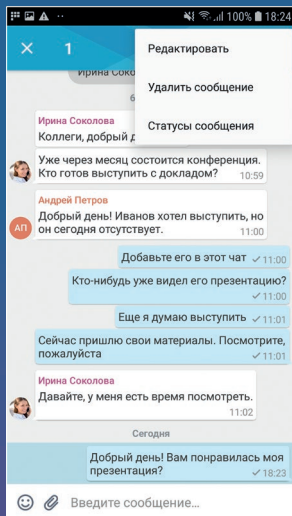 100% 18:24
1
Редактировать
Удалить сообщение
Статусы сообщения
Ирина Соко
6
Ирина Соколова
Коллеги, добрый д
Уже через месяц состоится конференция.
Кто готов выступить с докладом? 10:59
Андрей Петров
АП
Добрый день! Иванов хотел выступить, но
он сегодня отсутствует. 11:00
Добавьте его в этот чат 11:00
Кто-нибудь уже видел его презентацию?
11:00
Еще я думаю выступить 11:01
Сейчас пришлю свои материалы. Посмотрите,
пожалуйста 11:01
Ирина Соколова
Давайте, у меня есть время посмотреть.
11:02
Сегодня
Добрый день! Вам понравилась моя
презентация? 18:23
Введите сообщение...